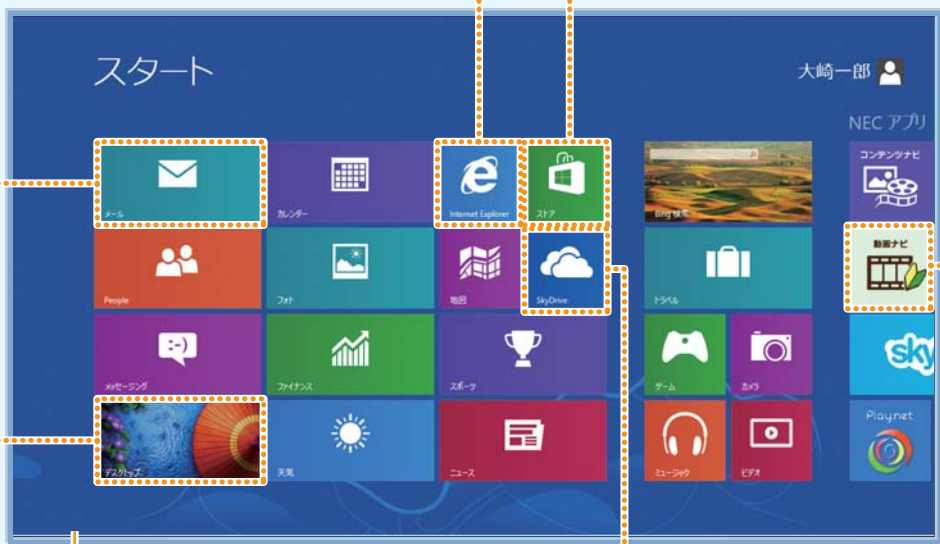 スタート
大崎一郎
NEC アプリ
メール
カレンダー
Internet Explorer
ストア
Bing 検索
コンテンツナビ
People
フォト
地図
SkyDrive
トラベル
動画ナビ
メッセージング
ファイナンス
スポーツ
ゲーム
カメラ
sky
デスクトップ
天気
ニュース
ミュージック
ビデオ
Playnet